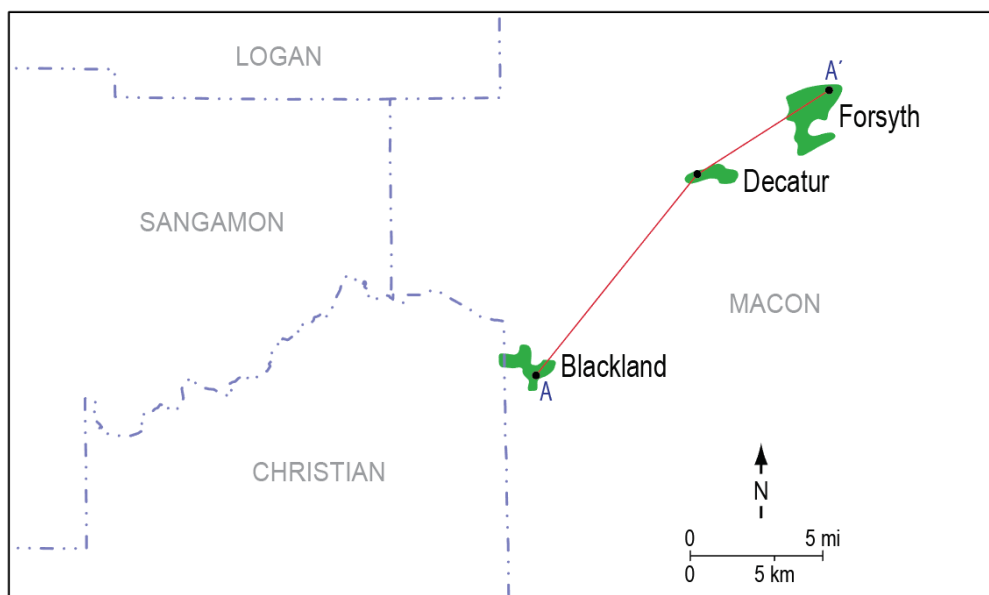 LOGAN
A´
Forsyth
Decatur
SANGAMON
MACON
Blackland
A
CHRISTIAN
N
0 5 mi
0 5 km